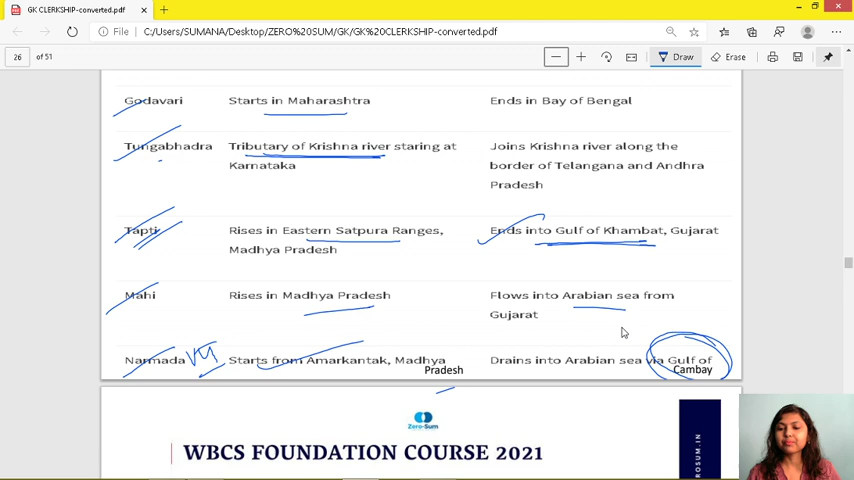 GK CLERKSHIP-converted.pdf
File
C:/Users/SUMANA/Desktop/ZERO%20SUM/GK/GK%20CLERKSHIP-converted.pdf
26
of 51
Draw
Erase
Godavari Starts in Maharashtra Ends in Bay of Bengal
Tungabhadra Tributary of Krishna river staring at Joins Krishna river along the
Karnataka border of Telangana and Andhra
Pradesh
Tapti Rises in Eastern Satpura Ranges, Ends into Gulf of Khambat, Gujarat
Madhya Pradesh
Mahi Rises in Madhya Pradesh Flows into Arabian sea from
Gujarat
Narmada Starts from Amarkantak, Madhya Drains into Arabian sea via Gulf of
Pradesh Cambay
Zero-Sum
WBCS FOUNDATION COURSE 2021